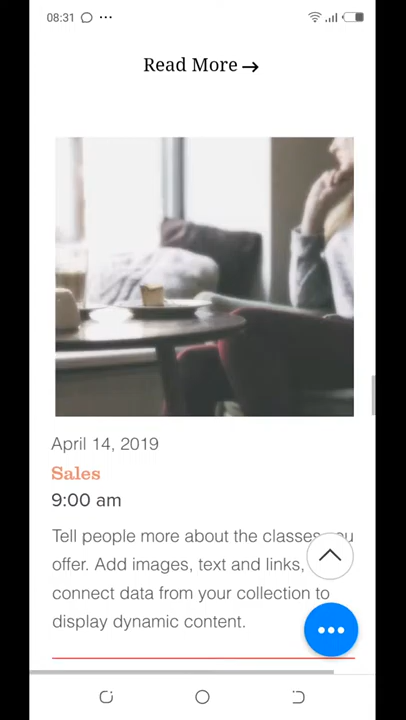 08:31
Read More →
April 14, 2019
Sales
9:00 am
Tell people more about the classes you
offer. Add images, text and links,
connect data from your collection to
display dynamic content.